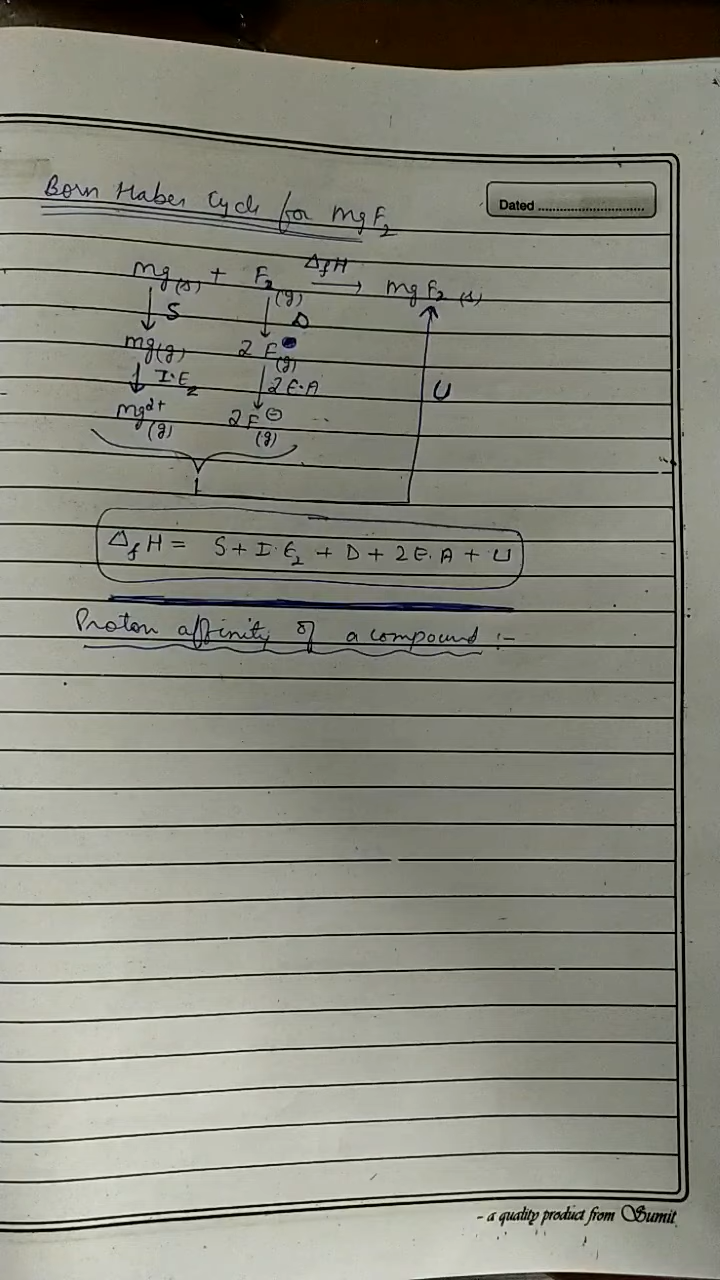 Born Haber Cycle for MgF₂
Dated
Mg(s) + F₂(g) ΔfH → MgF₂(s)
↓ S ↓ D
Mg(g) 2F(g)
↓ I.E₂ ↓ 2E.A U
Mg²⁺(g) 2F⊖(g)
ΔfH = S + I.E₂ + D + 2E.A + U
Proton affinity of a compound :-
- a quality product from Sumit